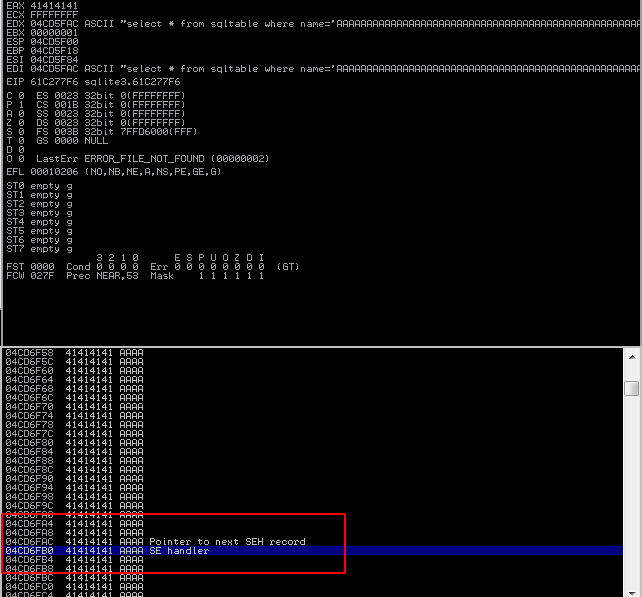 EAX 41414141
ECX FFFFFFFF
EDX 04CD5FAC ASCII "select * from sqltable where name='AAAAAAAAAAAAAAAAAAAAAAAAAAAAAAAAAAAAAAAAAAAAA
EBX 00000001
ESP 04CD5F00
EBP 04CD5F18
ESI 04CD5F84
EDI 04CD5FAC ASCII "select * from sqltable where name='AAAAAAAAAAAAAAAAAAAAAAAAAAAAAAAAAAAAAAAAAAAAA
EIP 61C277F6 sqlite3.61C277F6
C 0 ES 0023 32bit 0(FFFFFFFF)
P 1 CS 001B 32bit 0(FFFFFFFF)
A 0 SS 0023 32bit 0(FFFFFFFF)
Z 0 DS 0023 32bit 0(FFFFFFFF)
S 0 FS 003B 32bit 7FFD6000(FFF)
T 0 GS 0000 NULL
D 0
O 0 LastErr ERROR_FILE_NOT_FOUND (00000002)
EFL 00010206 (NO,NB,NE,A,NS,PE,GE,G)
ST0 empty g
ST1 empty g
ST2 empty g
ST3 empty g
ST4 empty g
ST5 empty g
ST6 empty g
ST7 empty g
3 2 1 0 E S P U O Z D I
FST 0000 Cond 0 0 0 0 Err 0 0 0 0 0 0 0 0 (GT)
FCW 027F Prec NEAR,53 Mask 1 1 1 1 1 1
04CD6F58 41414141 AAAA
04CD6F5C 41414141 AAAA
04CD6F60 41414141 AAAA
04CD6F64 41414141 AAAA
04CD6F68 41414141 AAAA
04CD6F6C 41414141 AAAA
04CD6F70 41414141 AAAA
04CD6F74 41414141 AAAA
04CD6F78 41414141 AAAA
04CD6F7C 41414141 AAAA
04CD6F80 41414141 AAAA
04CD6F84 41414141 AAAA
04CD6F88 41414141 AAAA
04CD6F8C 41414141 AAAA
04CD6F90 41414141 AAAA
04CD6F94 41414141 AAAA
04CD6F98 41414141 AAAA
04CD6F9C 41414141 AAAA
04CD6FA0 41414141 AAAA
04CD6FA4 41414141 AAAA
04CD6FA8 41414141 AAAA
04CD6FAC 41414141 AAAA Pointer to next SEH record
04CD6FB0 41414141 AAAA SE handler
04CD6FB4 41414141 AAAA
04CD6FB8 41414141 AAAA
04CD6FBC 41414141 AAAA
04CD6FC0 41414141 AAAA
04CD6FC4 41414141 AAAA